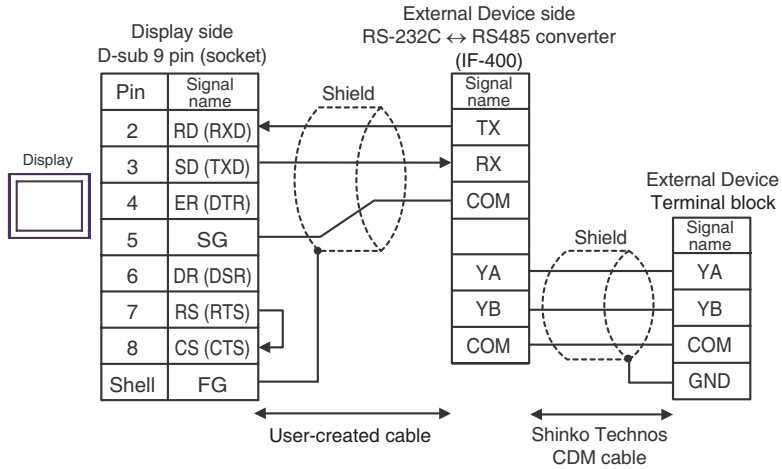 Display side
D-sub 9 pin (socket)
External Device side
RS-232C ↔ RS485 converter
(IF-400)
Pin Signal name
2 RD (RXD)
3 SD (TXD)
4 ER (DTR)
5 SG
6 DR (DSR)
7 RS (RTS)
8 CS (CTS)
Shell FG
Display
Shield
Signal name
TX
RX
COM
YA
YB
COM
Shield
External Device
Terminal block
Signal name
YA
YB
COM
GND
User-created cable
Shinko Technos
CDM cable